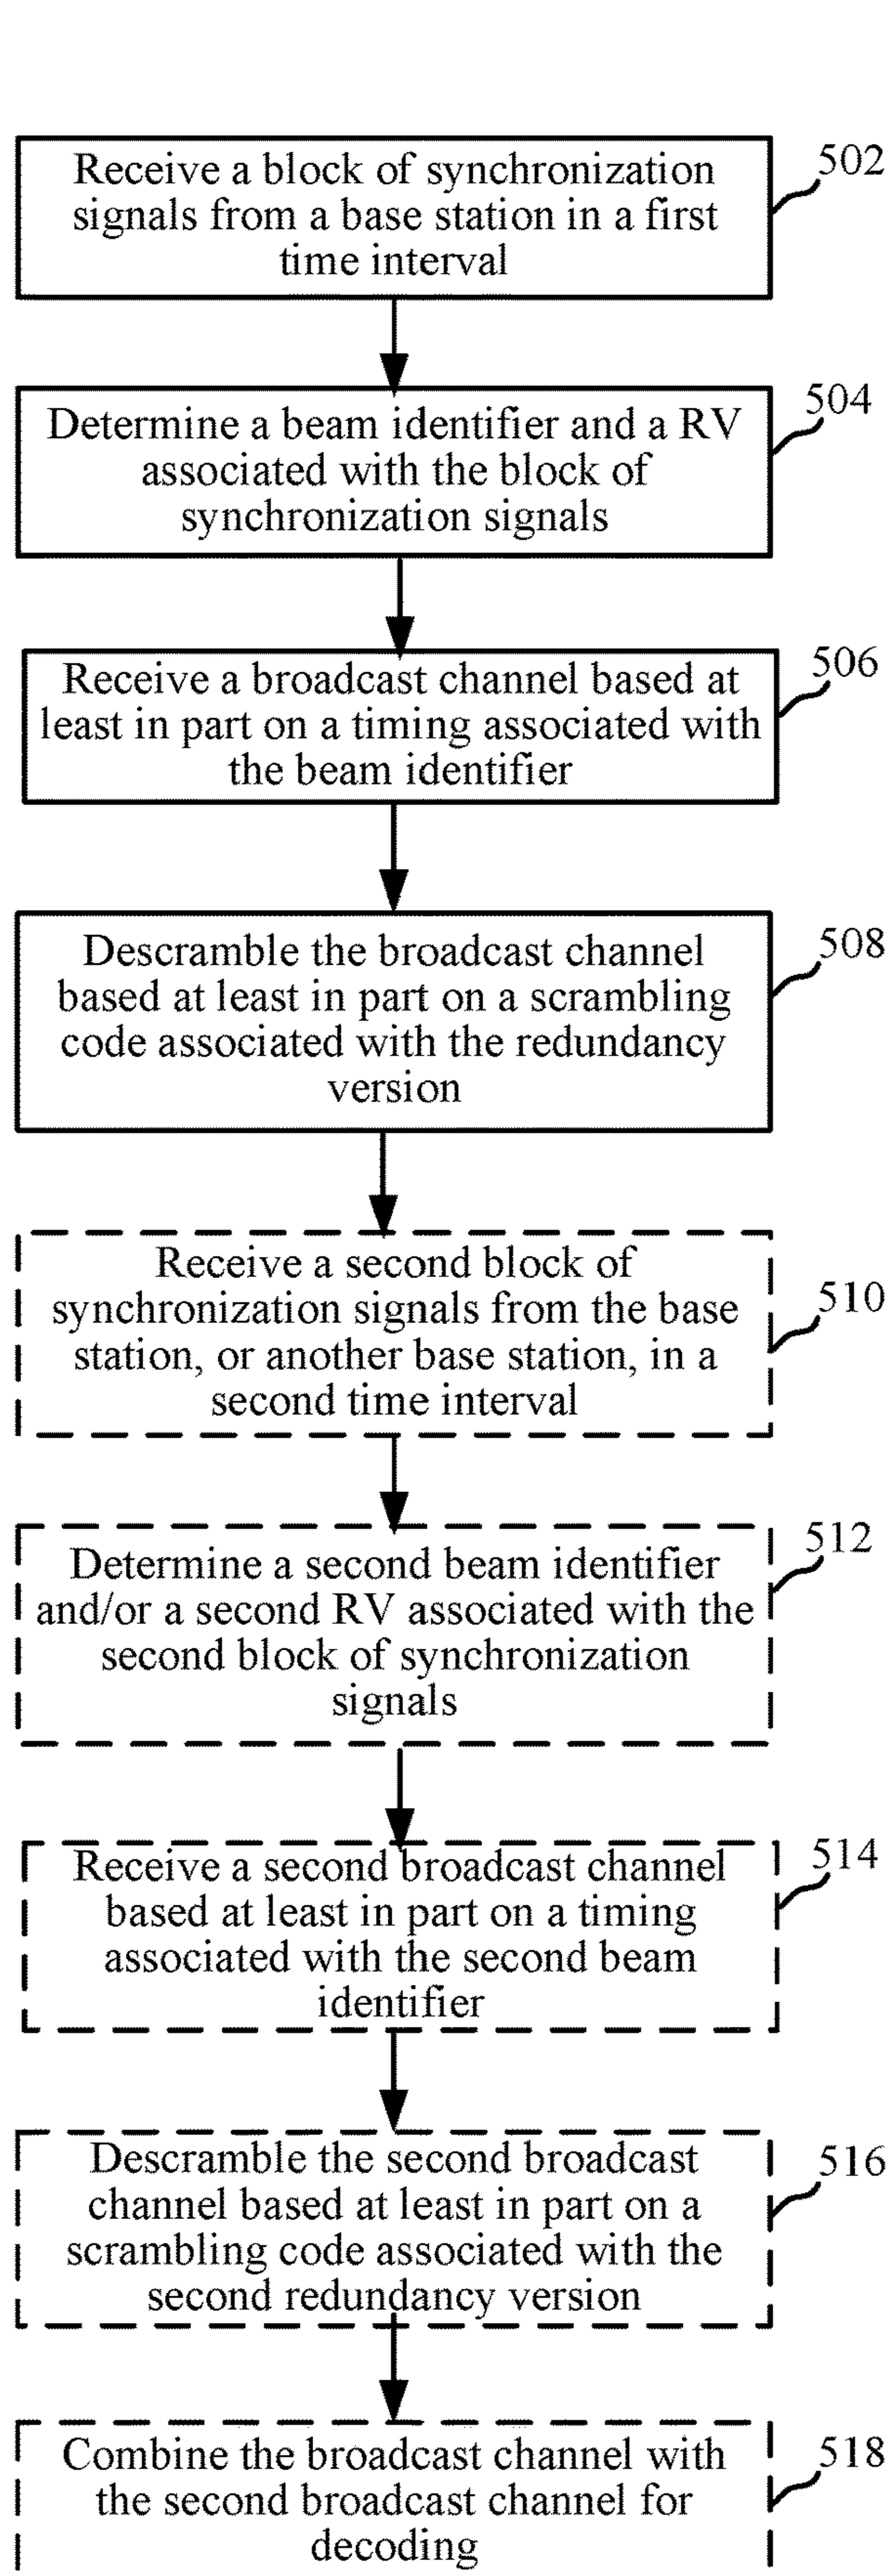 Receive a block of synchronization
signals from a base station in a first
time interval
502
Determine a beam identifier and a RV
associated with the block of
synchronization signals
504
Receive a broadcast channel based at
least in part on a timing associated with
the beam identifier
506
Descramble the broadcast channel
based at least in part on a scrambling
code associated with the redundancy
version
508
Receive a second block of
synchronization signals from the base
station, or another base station, in a
second time interval
510
Determine a second beam identifier
and/or a second RV associated with the
second block of synchronization
signals
512
Receive a second broadcast channel
based at least in part on a timing
associated with the second beam
identifier
514
Descramble the second broadcast
channel based at least in part on a
scrambling code associated with the
second redundancy version
516
Combine the broadcast channel with
the second broadcast channel for
decoding
518